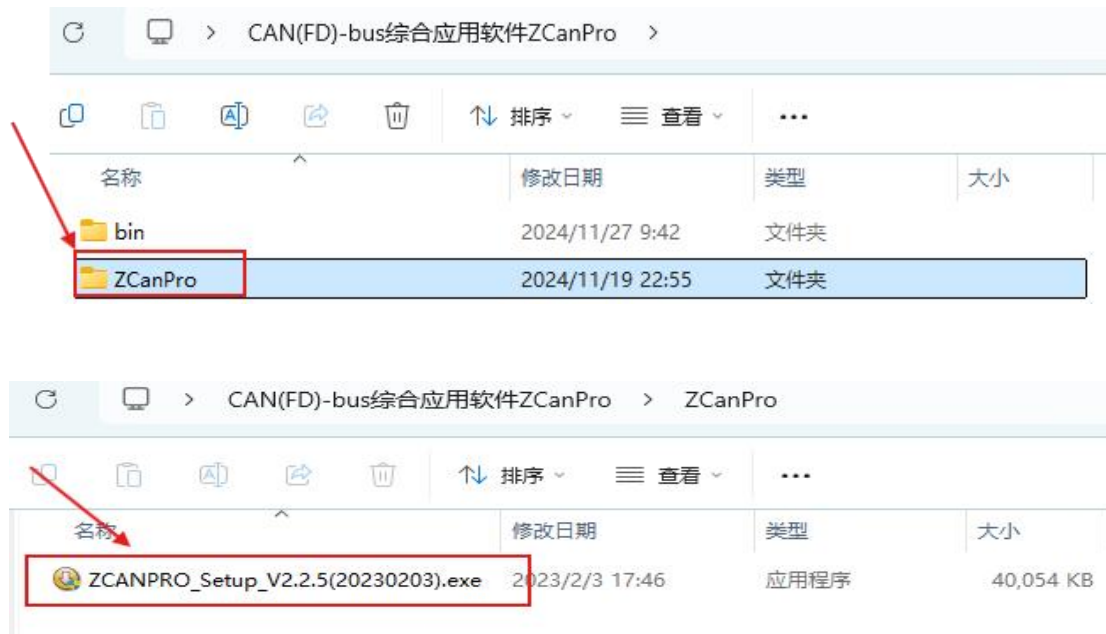 CAN(FD)-bus综合应用软件ZCanPro
排序 查看
名称 修改日期 类型 大小
bin 2024/11/27 9:42 文件夹
ZCanPro 2024/11/19 22:55 文件夹
CAN(FD)-bus综合应用软件ZCanPro > ZCanPro
排序 查看
名称 修改日期 类型 大小
ZCANPRO_Setup_V2.2.5(20230203).exe 2023/2/3 17:46 应用程序 40,054 KB